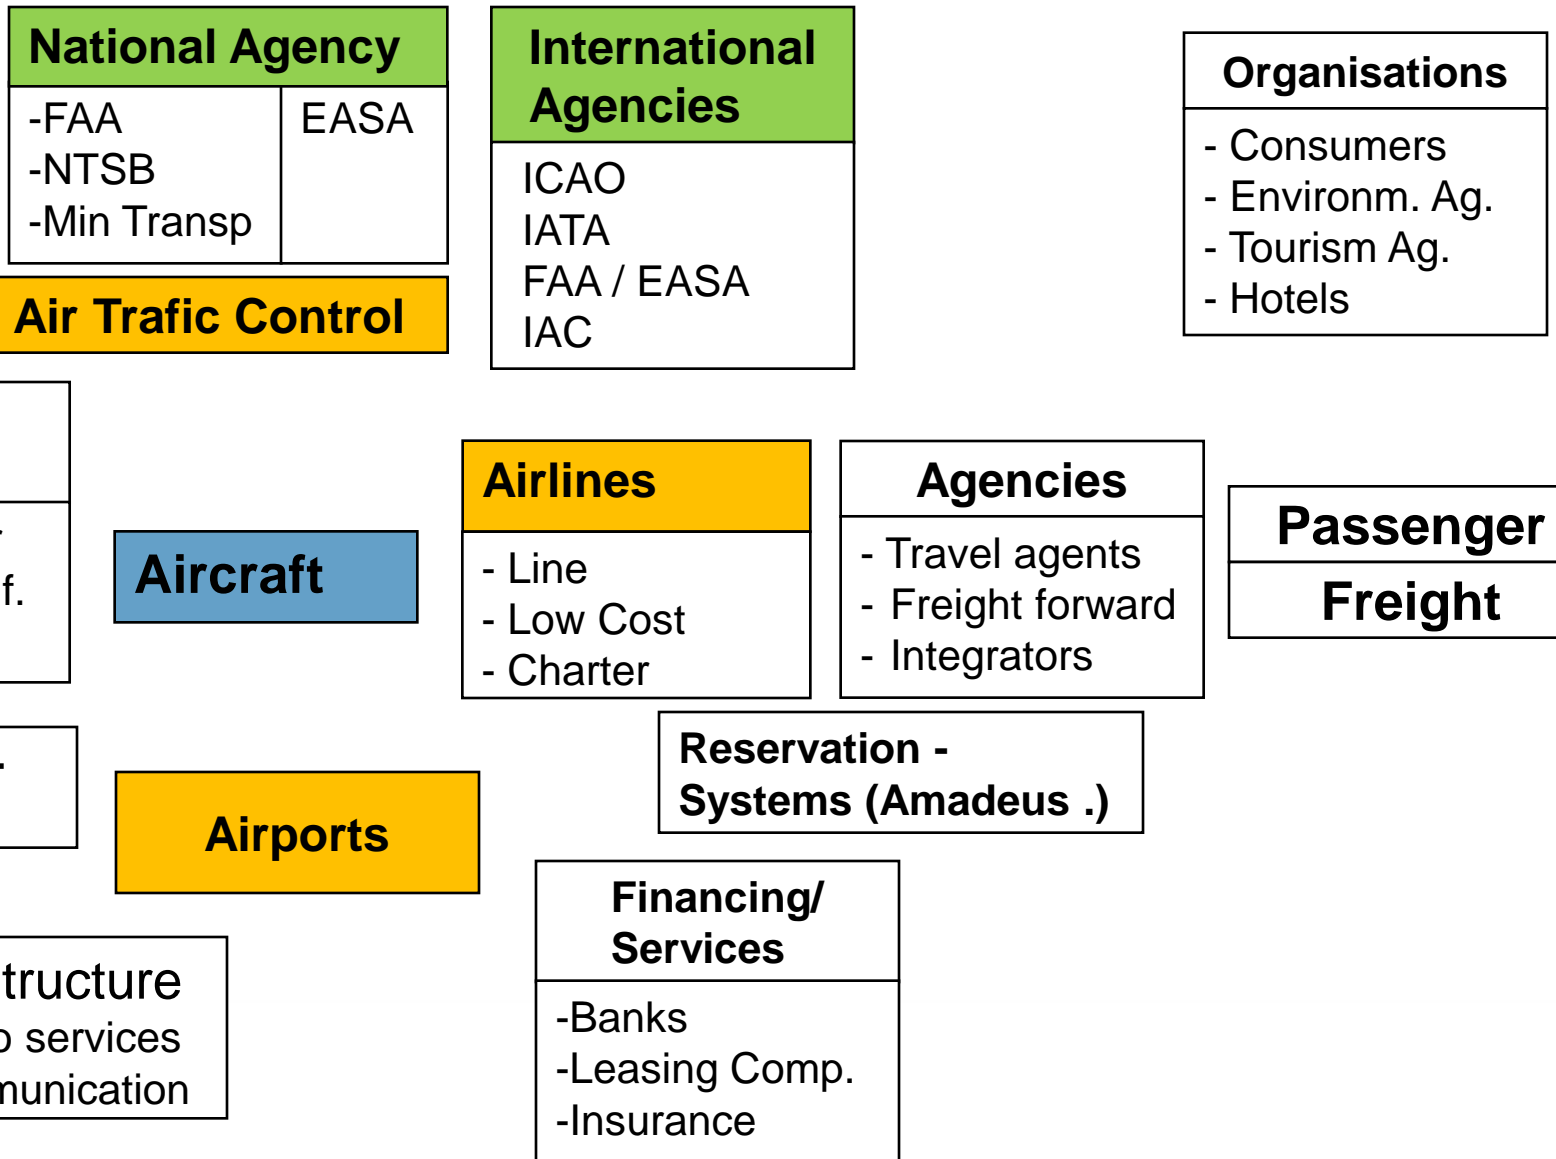 National Agency
-FAA
-NTSB
-Min Transp
EASA
Air Trafic Control
International
Agencies
ICAO
IATA
FAA / EASA
IAC
Organisations
- Consumers
- Environm. Ag.
- Tourism Ag.
- Hotels
f.
Aircraft
Airlines
- Line
- Low Cost
- Charter
Agencies
- Travel agents
- Freight forward
- Integrators
Passenger
Freight
Reservation -
Systems (Amadeus .)
Airports
Financing/
Services
-Banks
-Leasing Comp.
-Insurance
tructure
services
munication